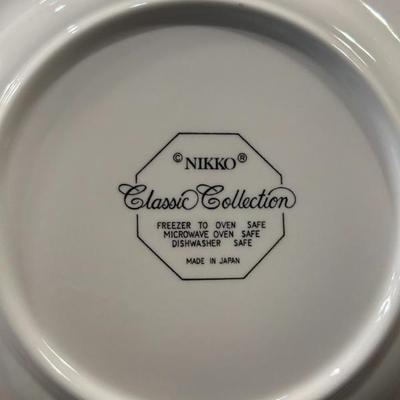 © NIKKO ®
Classic Collection
FREEZER TO OVEN SAFE
MICROWAVE OVEN SAFE
DISHWASHER SAFE
MADE IN JAPAN